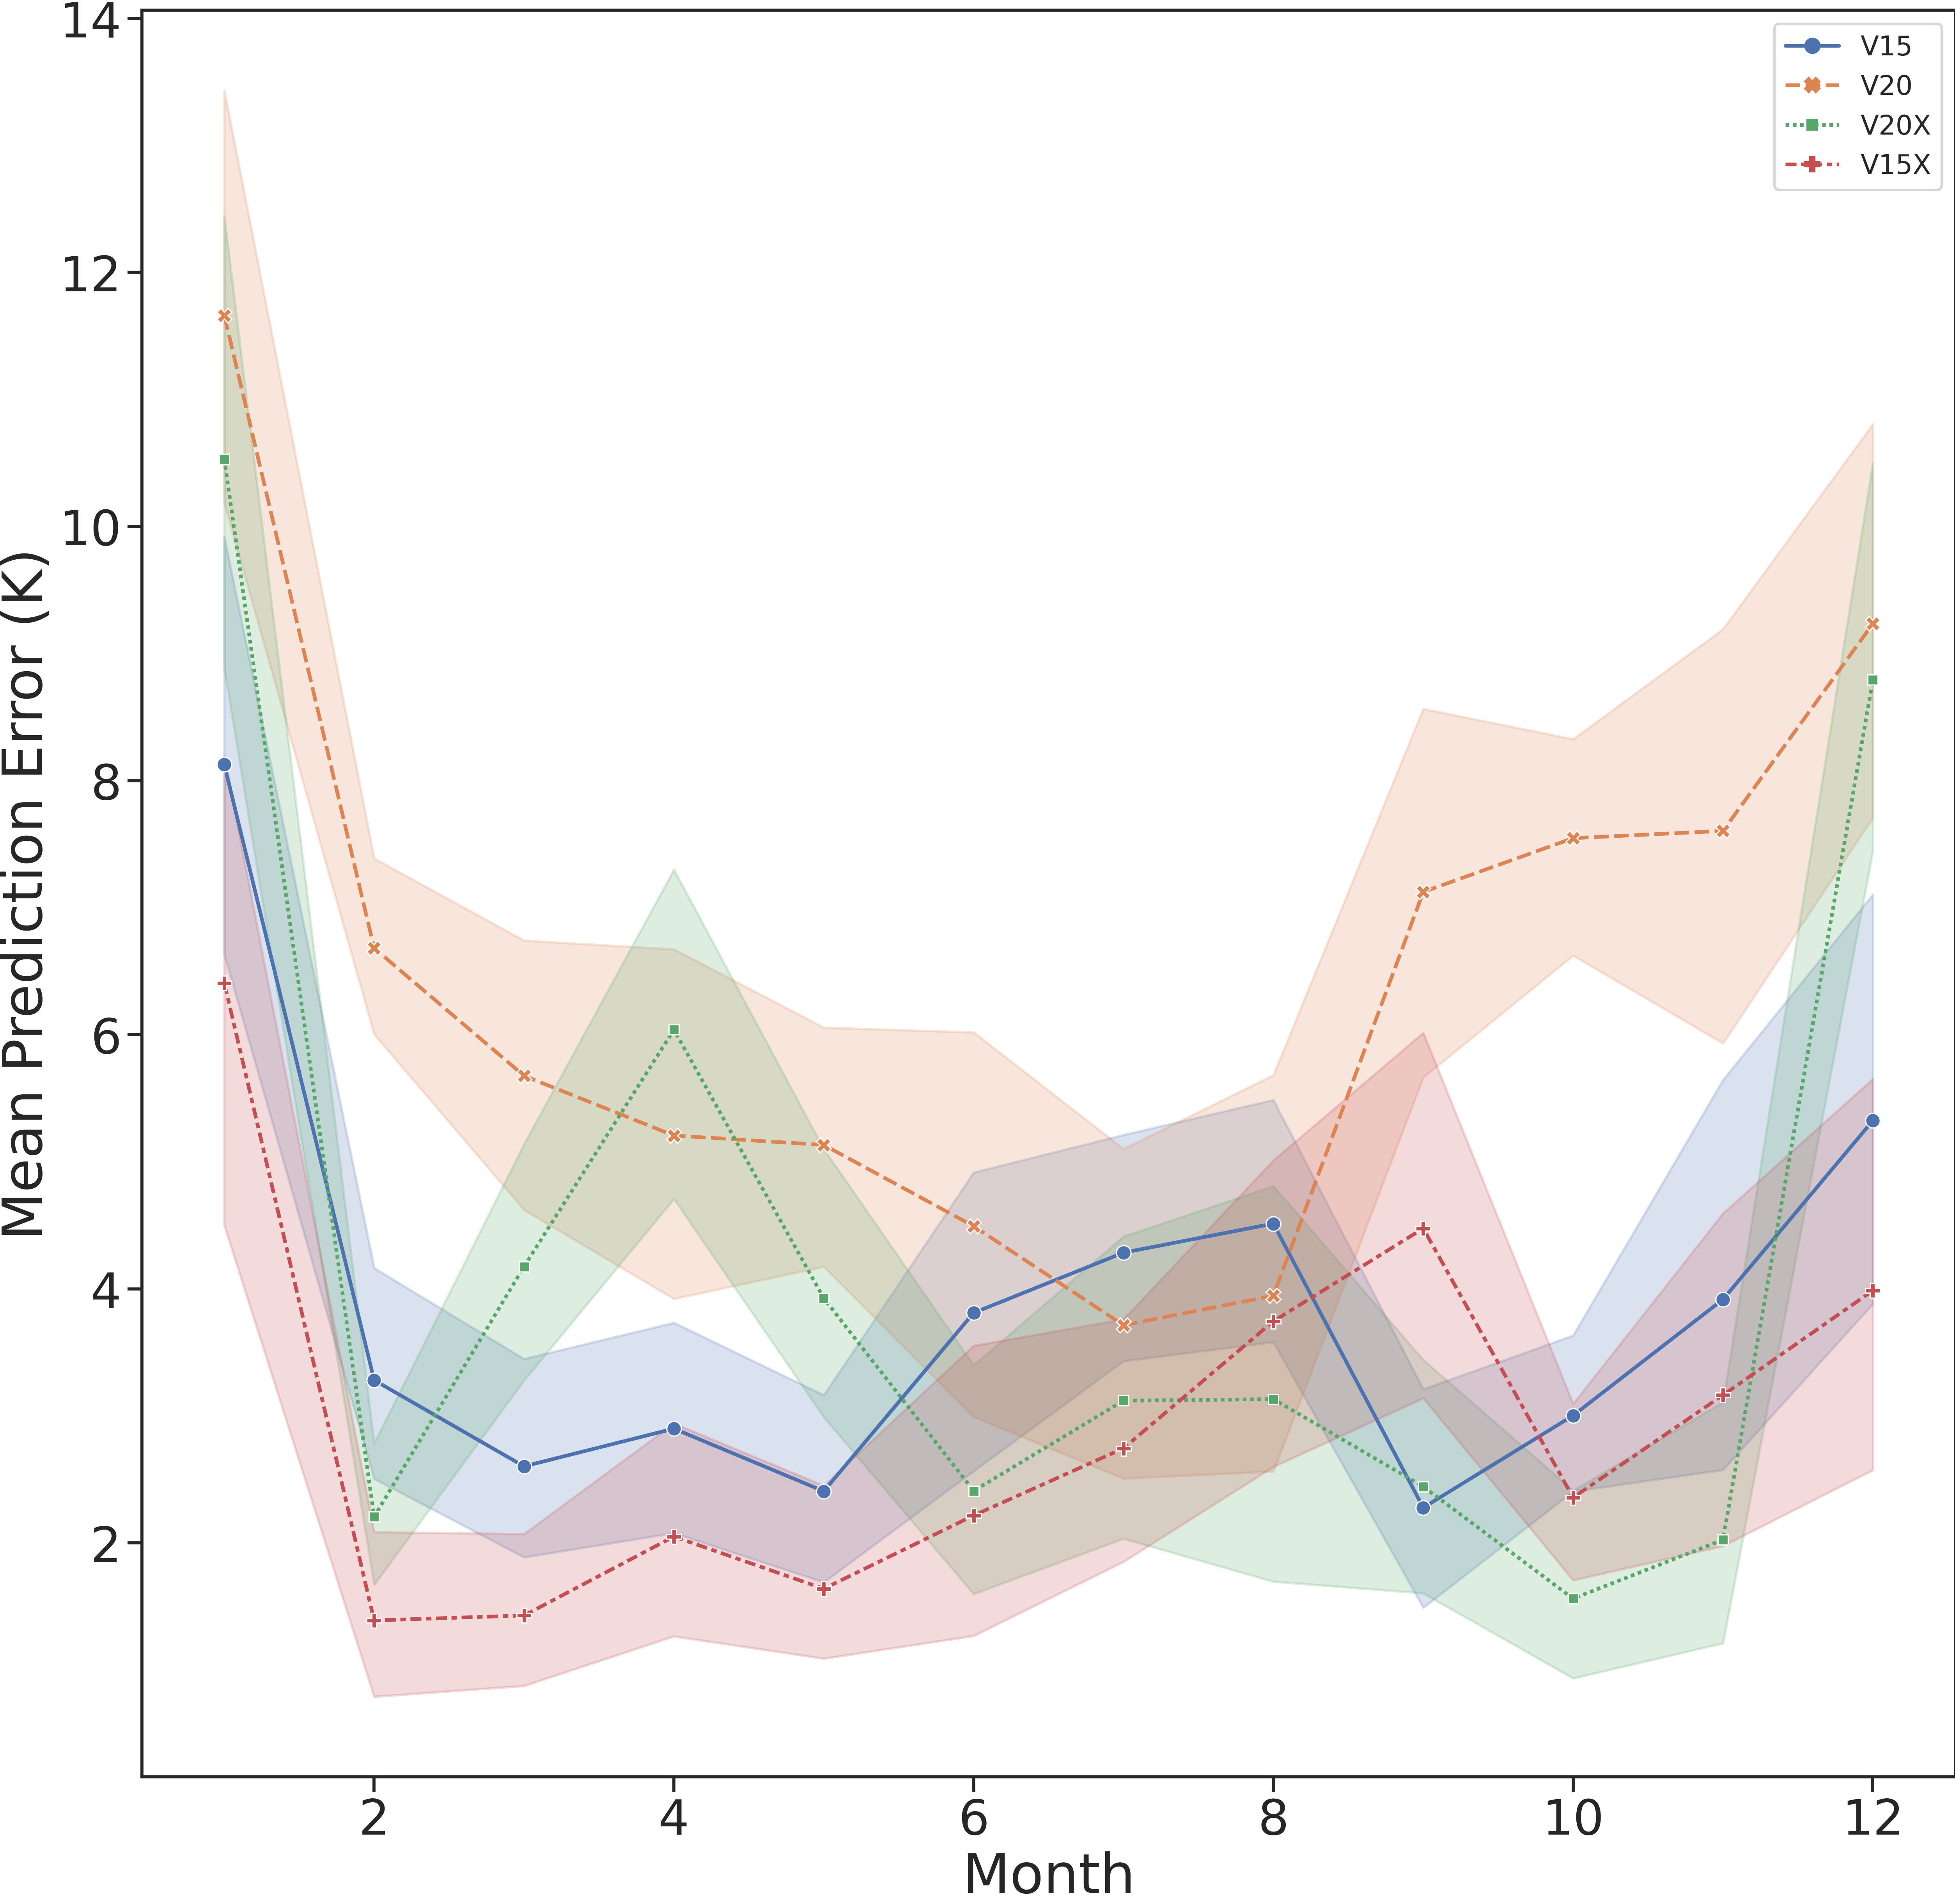 14
12
10
8
6
4
2
Mean Prediction Error (K)
V15
V20
V20X
V15X
2 4 6 8 10 12
Month